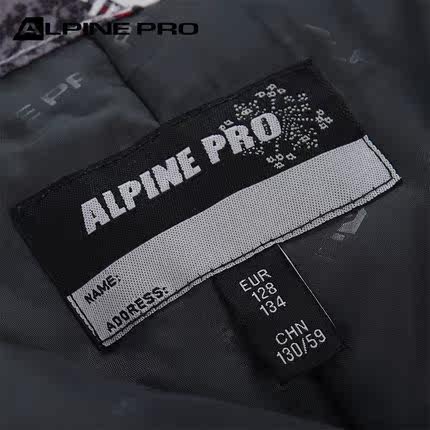 ALPINE PRO
ALPINE PRO
NAME:
ADDRESS:
EUR
128
134
CHN
130/59